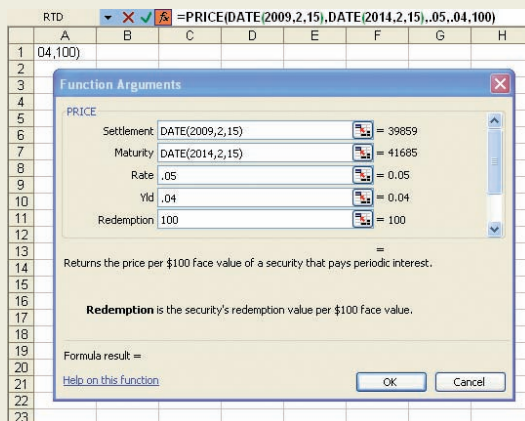 RTD =PRICE(DATE(2009,2,15),DATE(2014,2,15),.05,.04,100)
A B C D E F G H
1 04,100)
2
3
4
5
6
7
8
9
10
11
12
13
14
15
16
17
18
19
20
21
22
23
Function Arguments
PRICE
Settlement DATE(2009,2,15) = 39859
Maturity DATE(2014,2,15) = 41685
Rate .05 = 0.05
Yld .04 = 0.04
Redemption 100 = 100
=
Returns the price per $100 face value of a security that pays periodic interest.
Redemption is the security's redemption value per $100 face value.
Formula result =
Help on this function OK Cancel